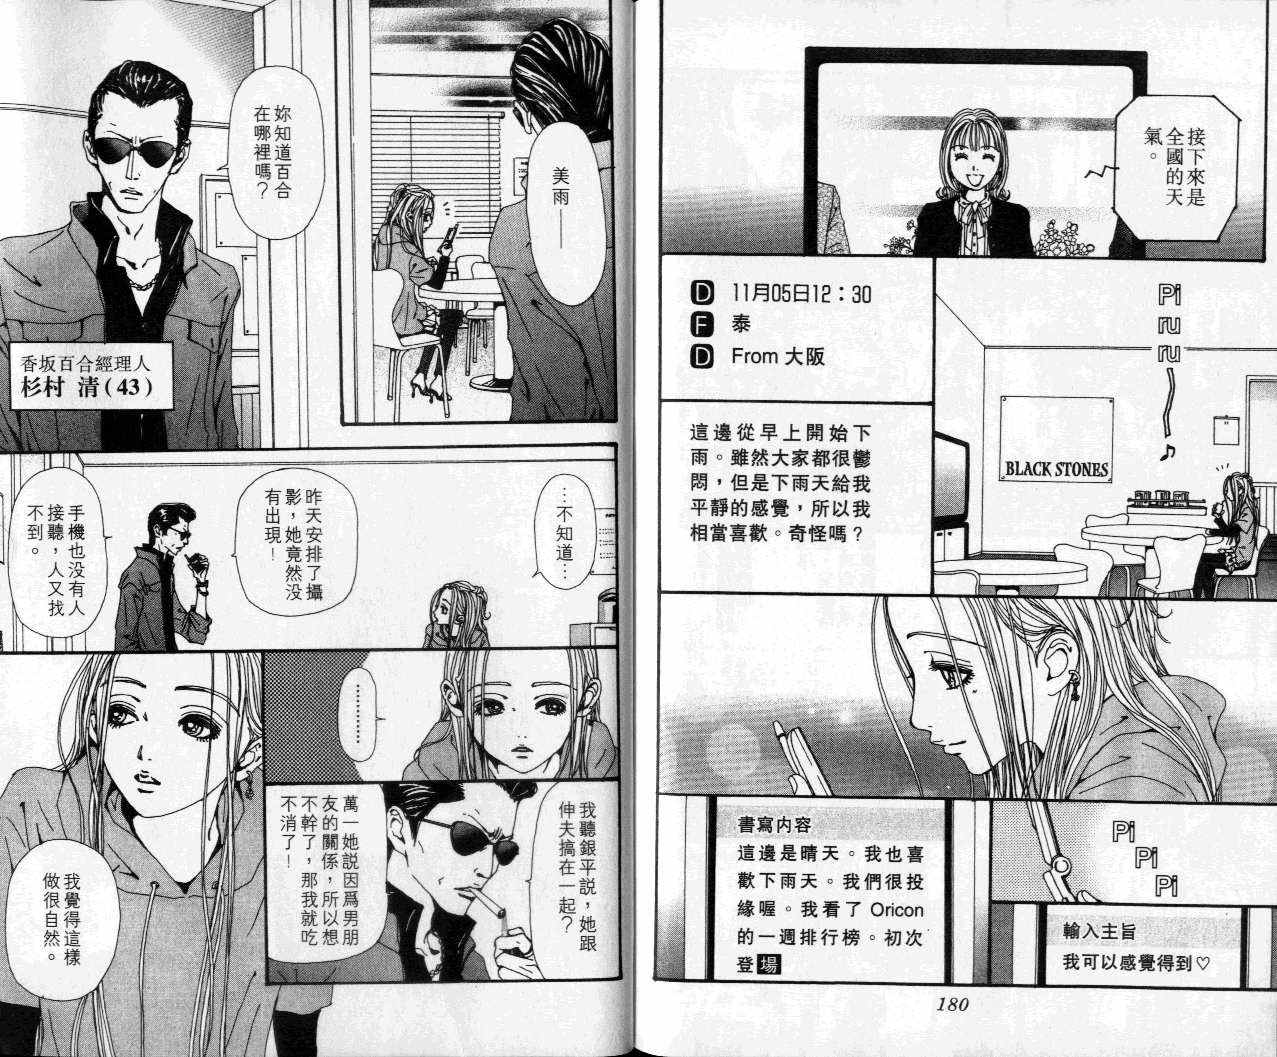 接下來是
全國的天
氣。
D 11月05日12：30
F 泰
D From 大阪
Pi
ru
ru
BLACK STONES
這邊從早上開始下
雨。雖然大家都很鬱
悶，但是下雨天給我
平靜的感覺，所以我
相當喜歡。奇怪嗎？
書寫內容
這邊是晴天。我也喜
歡下雨天。我們很投
緣喔。我看了 Oricon
的一週排行榜。初次
登場
Pi
Pi
Pi
輸入主旨
我可以感覺得到♡
180
美雨——
妳知道百合
在哪裡嗎？
香坂百合經理人
杉村 清(43)
…不知道…
昨天安排了攝
影，她竟然沒
有出現！
手機也沒有人
接聽，人又找
不到。
…………
我聽銀平說，她跟
伸夫搞在一起？
萬一她說因爲男朋
友的關係，所以想
不幹了，那我就吃
不消了！
我覺得這樣
做很自然。